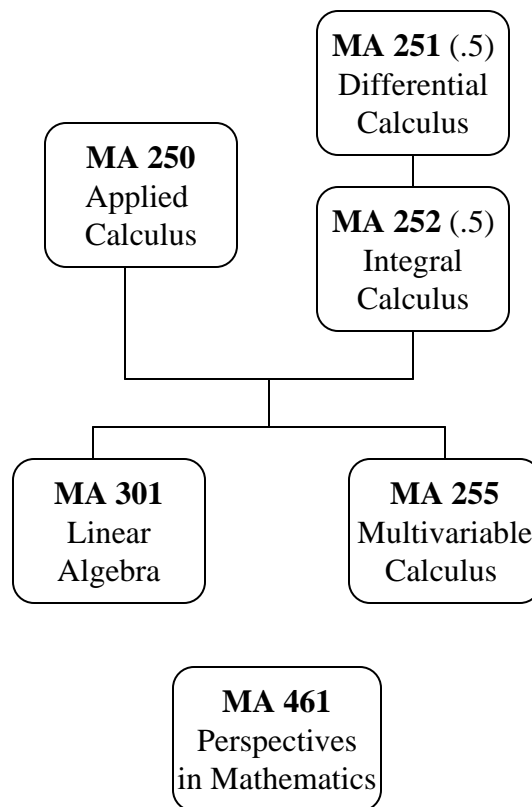 MA 251 (.5)
Differential
Calculus
MA 250
Applied
Calculus
MA 252 (.5)
Integral
Calculus
MA 301
Linear
Algebra
MA 255
Multivariable
Calculus
MA 461
Perspectives
in Mathematics